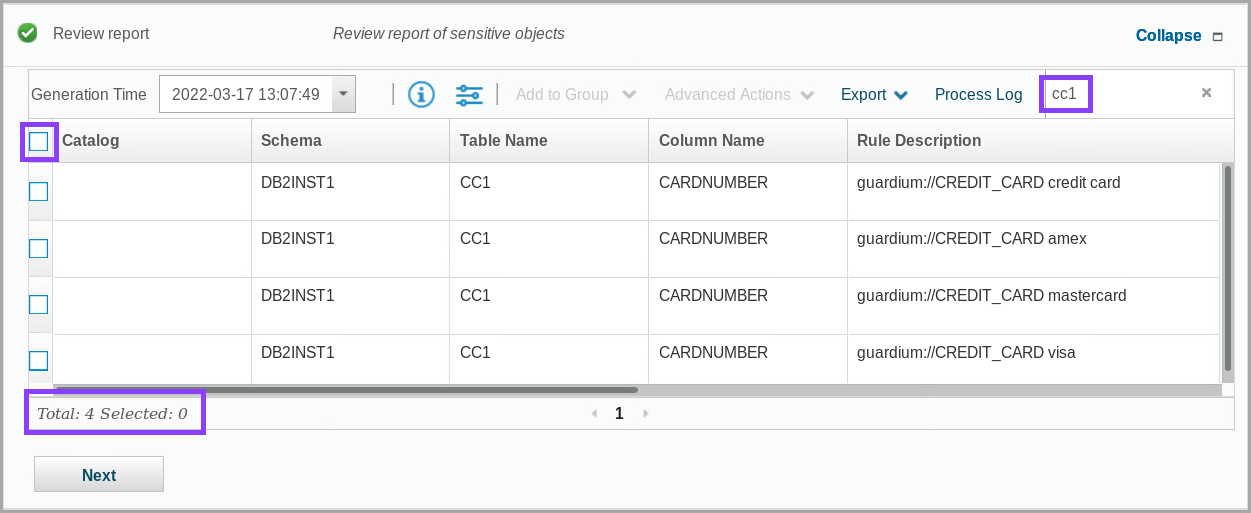 Review report Review report of sensitive objects Collapse
Generation Time 2022-03-17 13:07:49 Add to Group Advanced Actions Export Process Log cc1
Catalog Schema Table Name Column Name Rule Description
DB2INST1 CC1 CARDNUMBER guardium://CREDIT_CARD credit card
DB2INST1 CC1 CARDNUMBER guardium://CREDIT_CARD amex
DB2INST1 CC1 CARDNUMBER guardium://CREDIT_CARD mastercard
DB2INST1 CC1 CARDNUMBER guardium://CREDIT_CARD visa
Total: 4 Selected: 0 1
Next